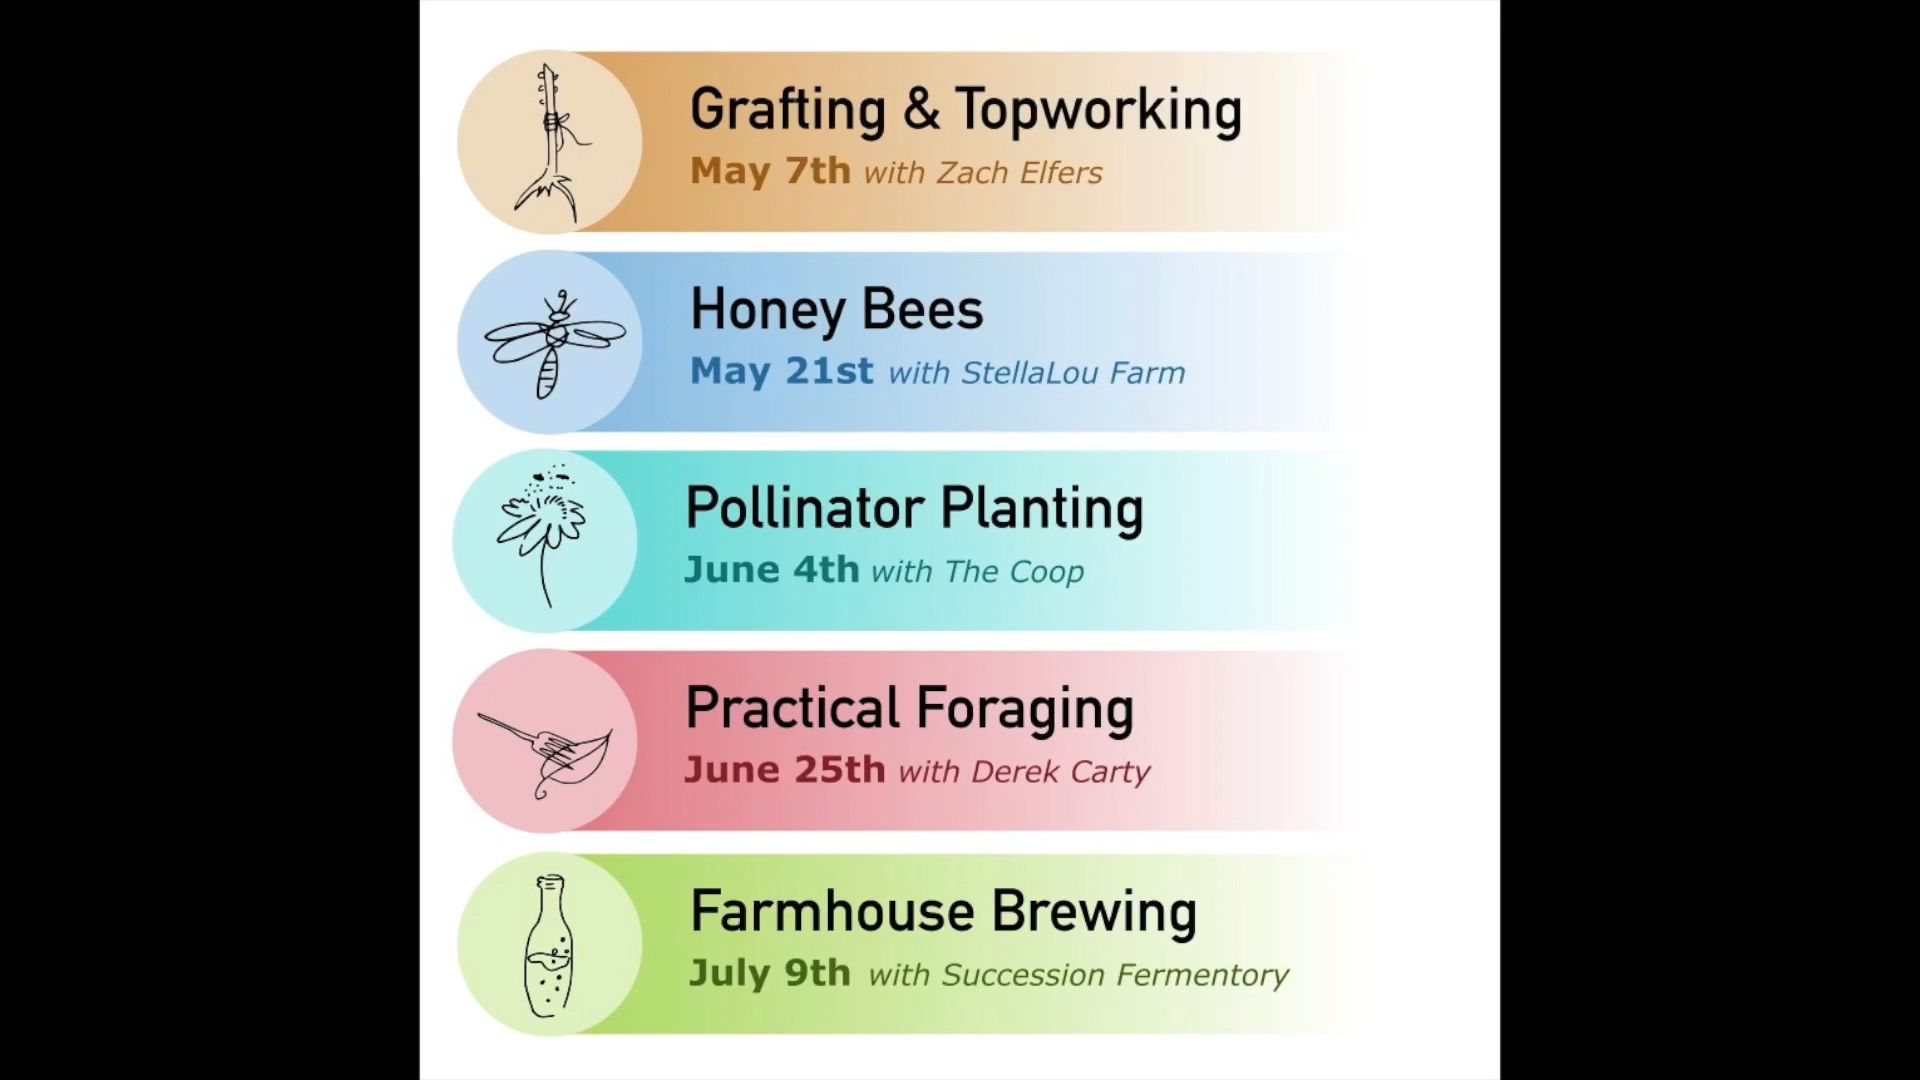 Grafting & Topworking
May 7th with Zach Elfers
Honey Bees
May 21st with StellaLou Farm
Pollinator Planting
June 4th with The Coop
Practical Foraging
June 25th with Derek Carty
Farmhouse Brewing
July 9th with Succession Fermentory